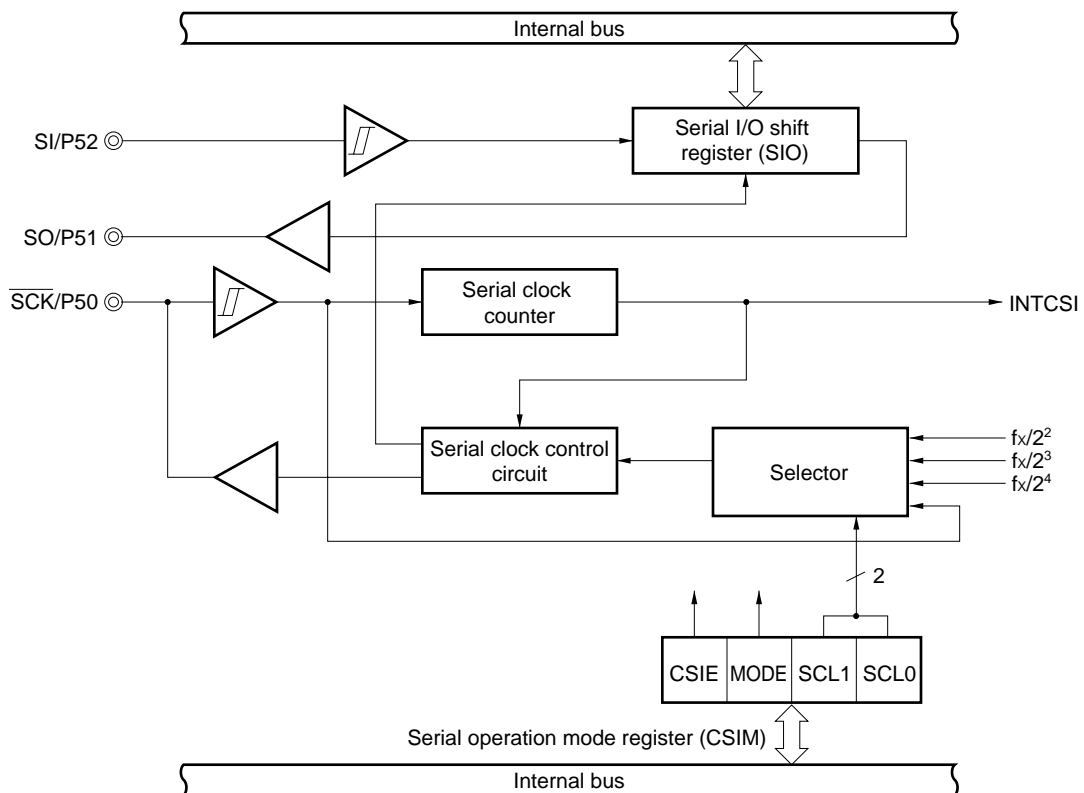 Internal bus
SI/P52
Serial I/O shift
register (SIO)
SO/P51
S̅C̅K̅/P50
Serial clock
counter
INTCSI
Serial clock control
circuit
Selector
fx/2²
fx/2³
fx/2⁴
2
CSIE MODE SCL1 SCL0
Serial operation mode register (CSIM)
Internal bus